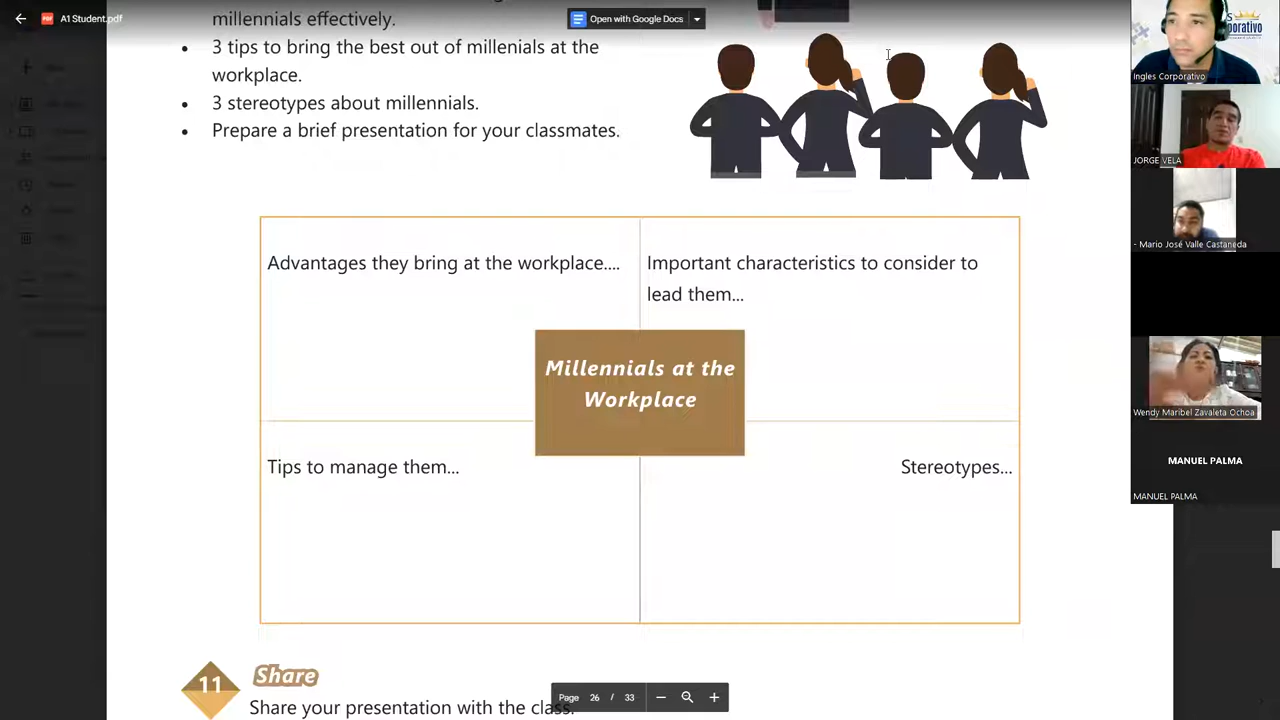 A1 Student.pdf
Open with Google Docs
millennials effectively.
• 3 tips to bring the best out of millenials at the
workplace.
• 3 stereotypes about millennials.
• Prepare a brief presentation for your classmates.
Advantages they bring at the workplace....
Important characteristics to consider to
lead them...
Millennials at the
Workplace
Tips to manage them...
Stereotypes...
11
Share
Share your presentation with the class.
Page 26 / 33
Ingles Corporativo
JORGE VELA
- Mario José Valle Castaneda
Wendy Maribel Zavaleta Ochoa
MANUEL PALMA
MANUEL PALMA